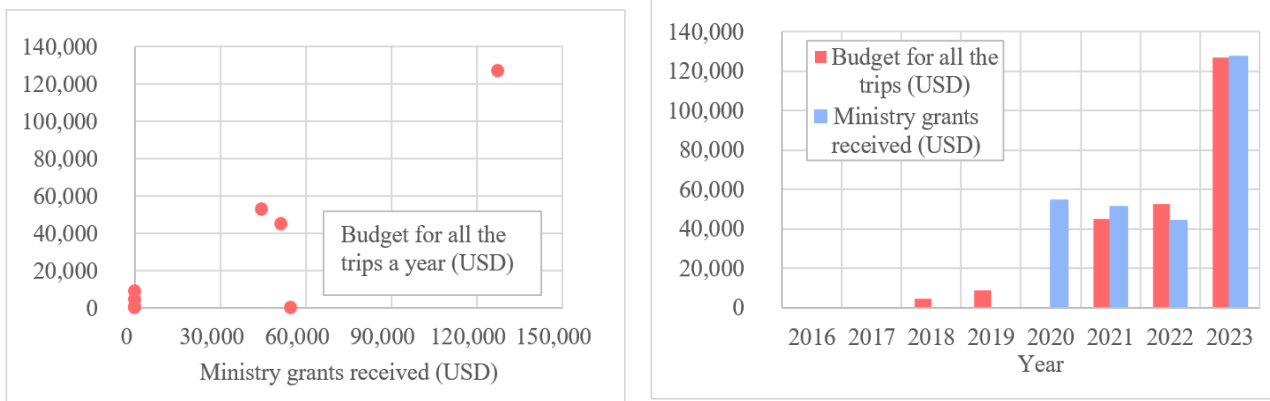 140,000
120,000
100,000
80,000
60,000
40,000
20,000
0
Budget for all the
trips a year (USD)
0 30,000 60,000 90,000 120,000 150,000
Ministry grants received (USD)
140,000
120,000
100,000
80,000
60,000
40,000
20,000
0
Budget for all the
trips (USD)
Ministry grants
received (USD)
2016 2017 2018 2019 2020 2021 2022 2023
Year